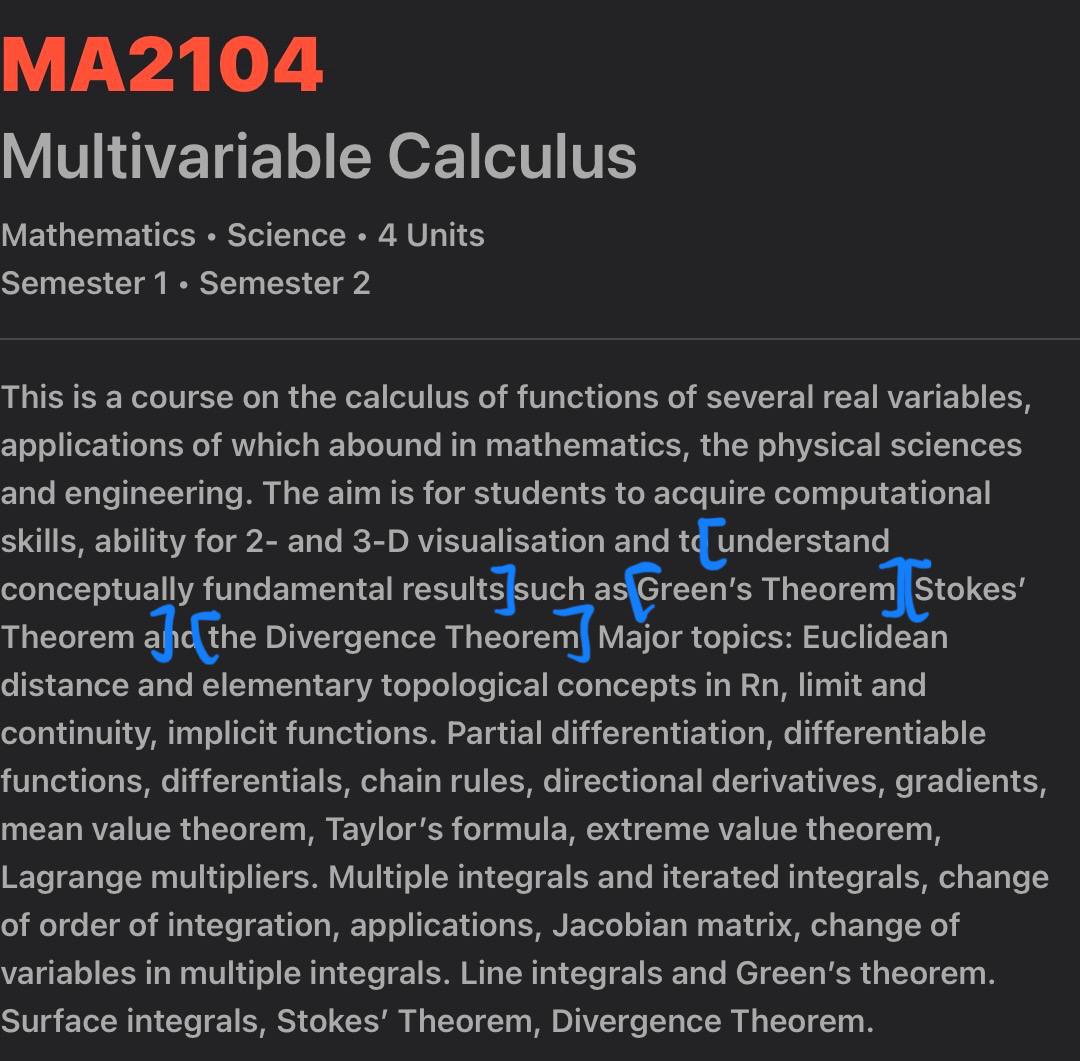 MA2104
Multivariable Calculus
Mathematics • Science • 4 Units
Semester 1 • Semester 2
This is a course on the calculus of functions of several real variables,
applications of which abound in mathematics, the physical sciences
and engineering. The aim is for students to acquire computational
skills, ability for 2- and 3-D visualisation and to [understand
conceptually fundamental results] such as [Green's Theorem] [Stokes'
Theorem] and [the Divergence Theorem] Major topics: Euclidean
distance and elementary topological concepts in Rn, limit and
continuity, implicit functions. Partial differentiation, differentiable
functions, differentials, chain rules, directional derivatives, gradients,
mean value theorem, Taylor's formula, extreme value theorem,
Lagrange multipliers. Multiple integrals and iterated integrals, change
of order of integration, applications, Jacobian matrix, change of
variables in multiple integrals. Line integrals and Green's theorem.
Surface integrals, Stokes' Theorem, Divergence Theorem.